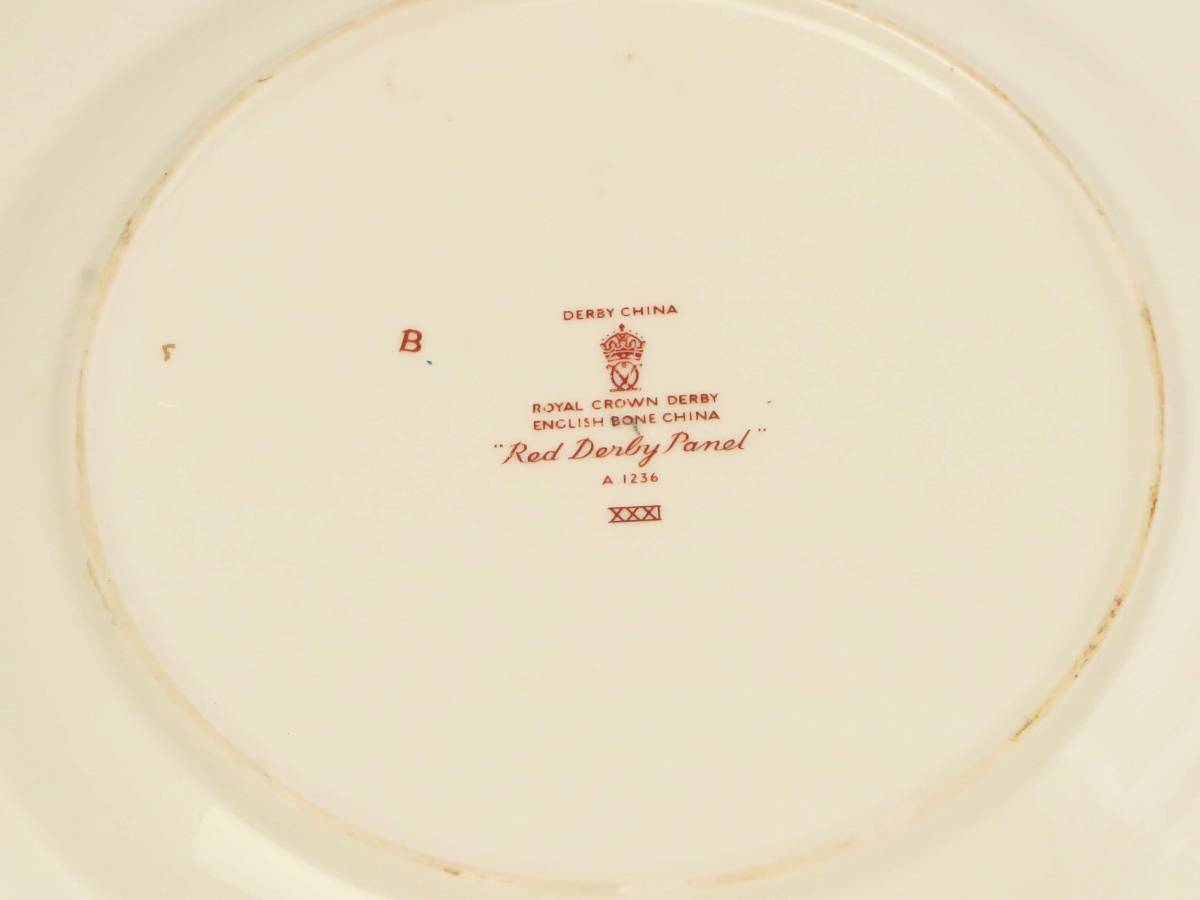 DERBY CHINA
B
ROYAL CROWN DERBY
ENGLISH BONE CHINA
"Red Derby Panel"
A.1236
XXXI